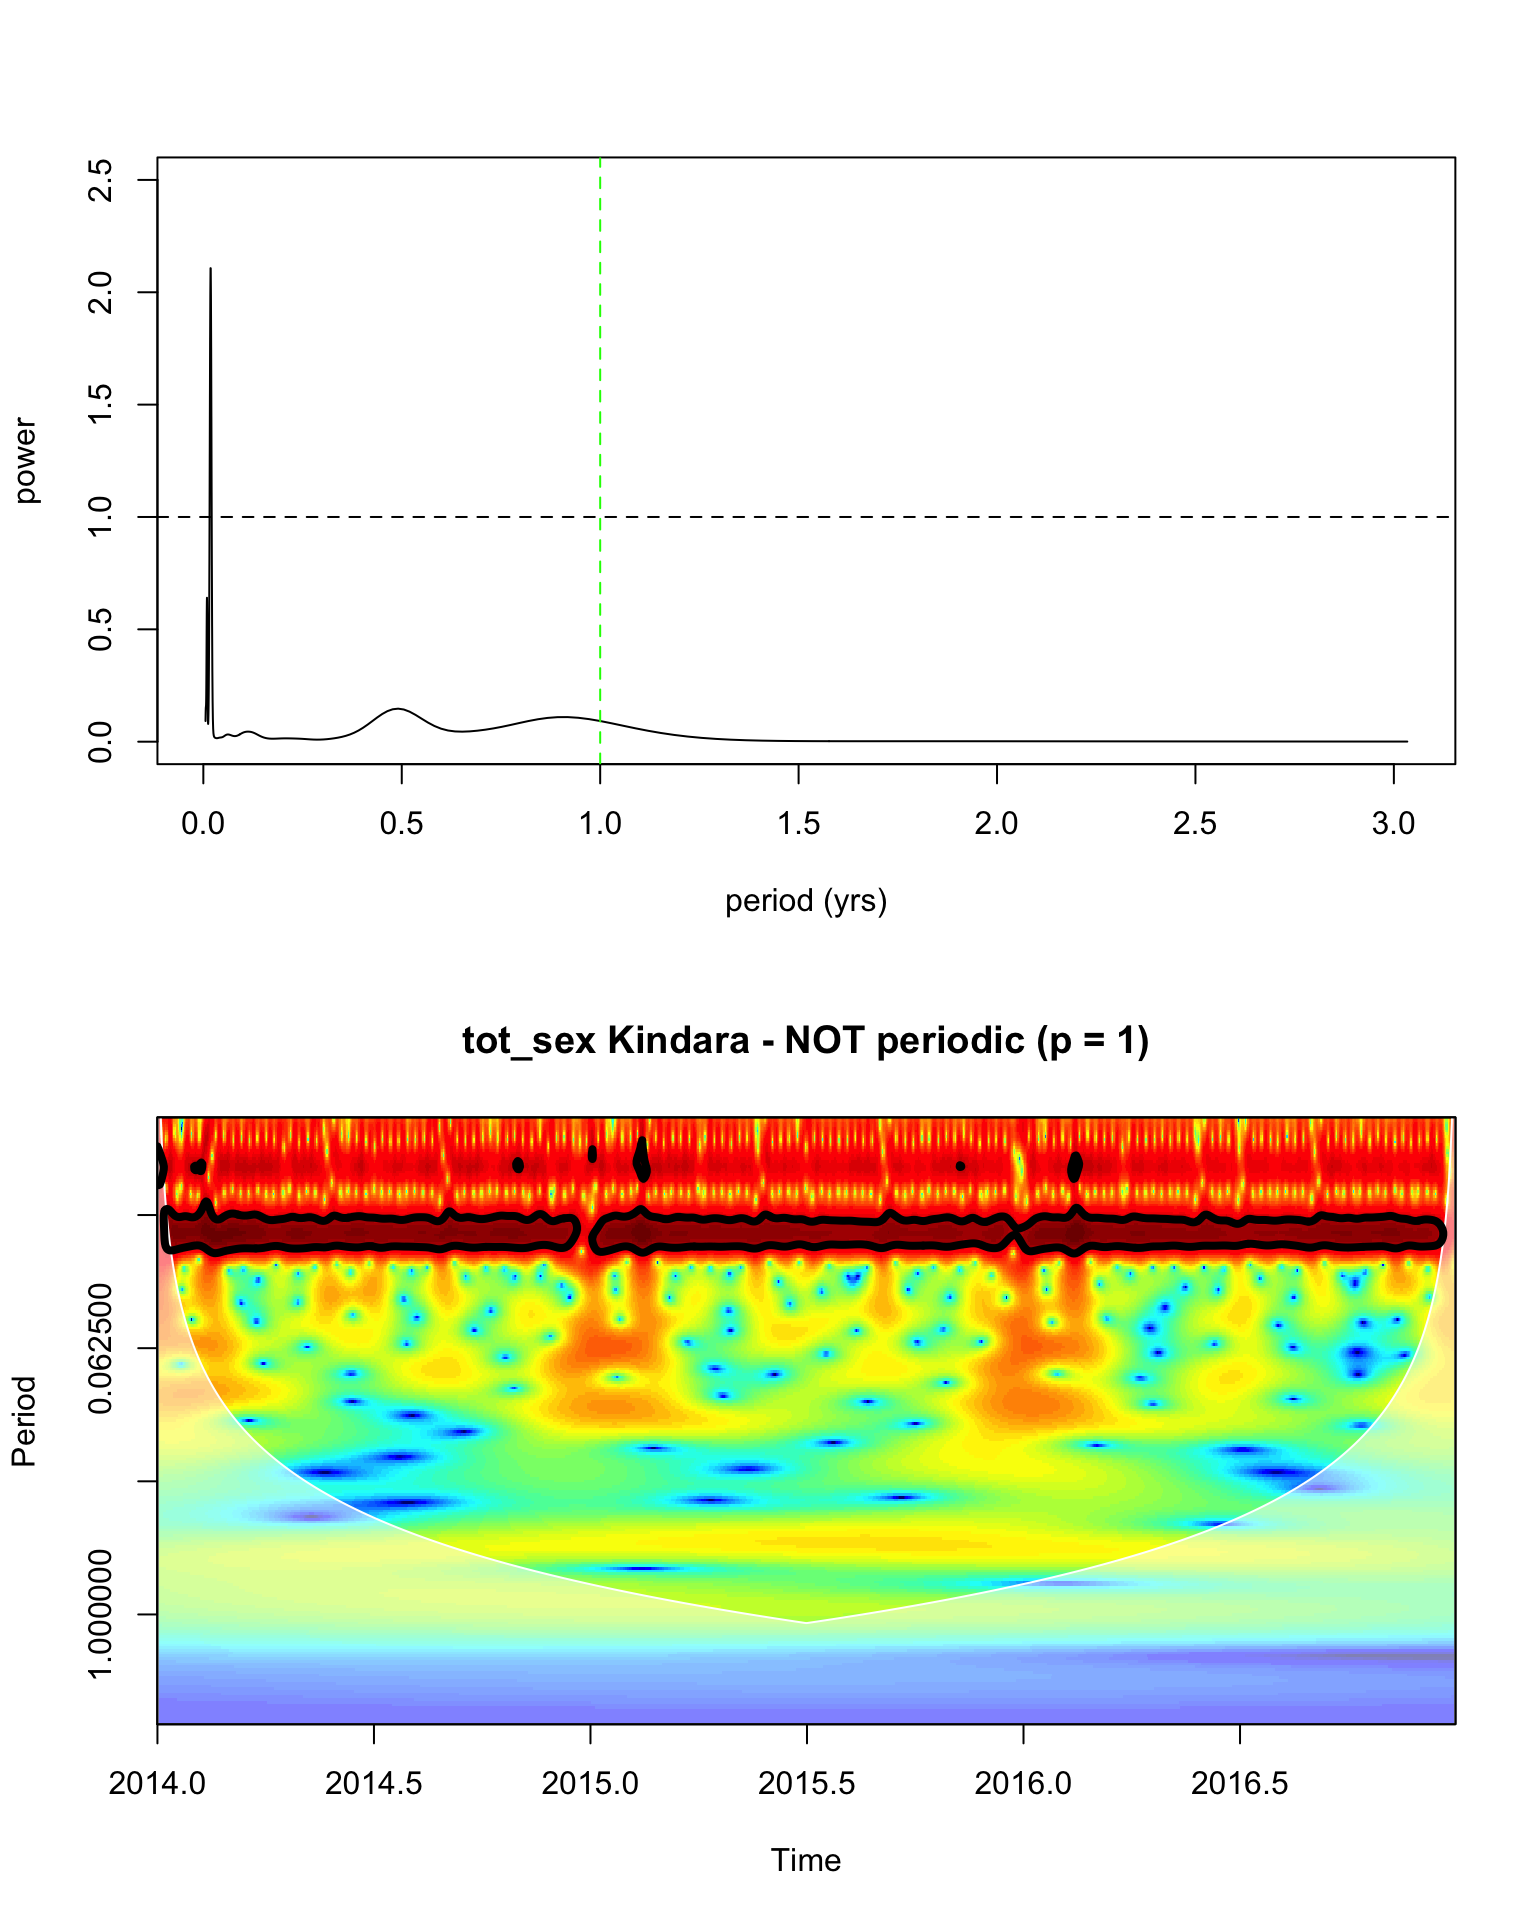 2.5
2.0
1.5
1.0
0.5
0.0
power
0.0 0.5 1.0 1.5 2.0 2.5 3.0
period (yrs)
tot_sex Kindara - NOT periodic (p = 1)
0.062500
1.000000
Period
2014.0 2014.5 2015.0 2015.5 2016.0 2016.5
Time